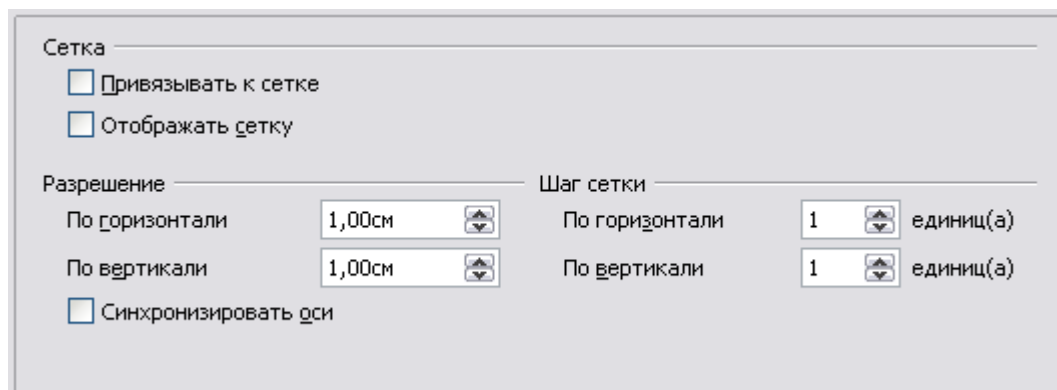 Сетка
Привязывать к сетке
Отображать сетку
Разрешение
По горизонтали 1,00см
По вертикали 1,00см
Синхронизировать оси
Шаг сетки
По горизонтали 1 единиц(а)
По вертикали 1 единиц(а)